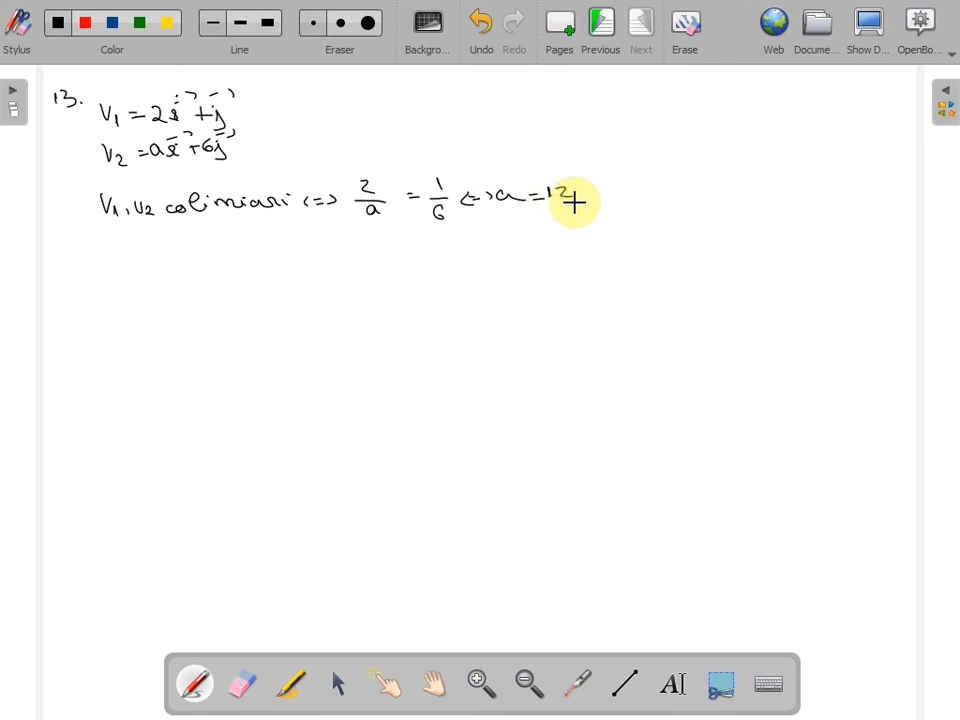 Stylus Color Line Eraser Backgro... Undo Redo Pages Previous Next Erase Web Docume... Show D... OpenBo...
13. V₁ = 2i⃗ + j⃗
V₂ = ai⃗ + 6j⃗
V₁, V₂ coliniari <=> 2/a = 1/6 <=> a = 12